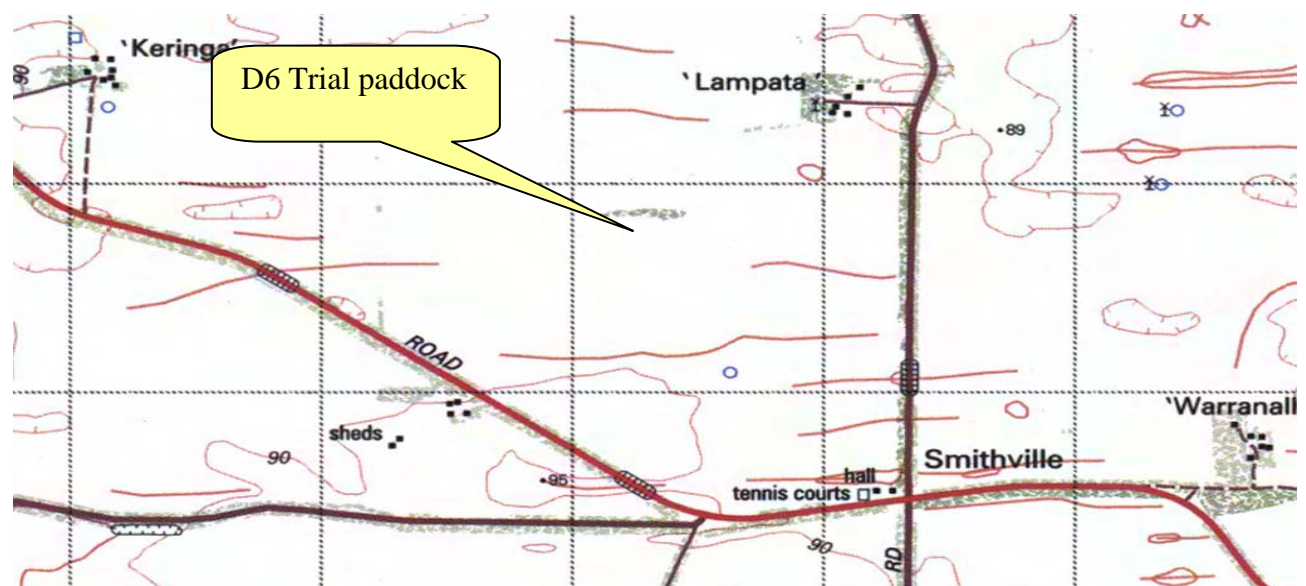 'Keringa'
90
D6 Trial paddock
'Lampata'
89
ROAD
'Warranall
sheds
90
95
Smithville
hall
tennis courts
90
RD